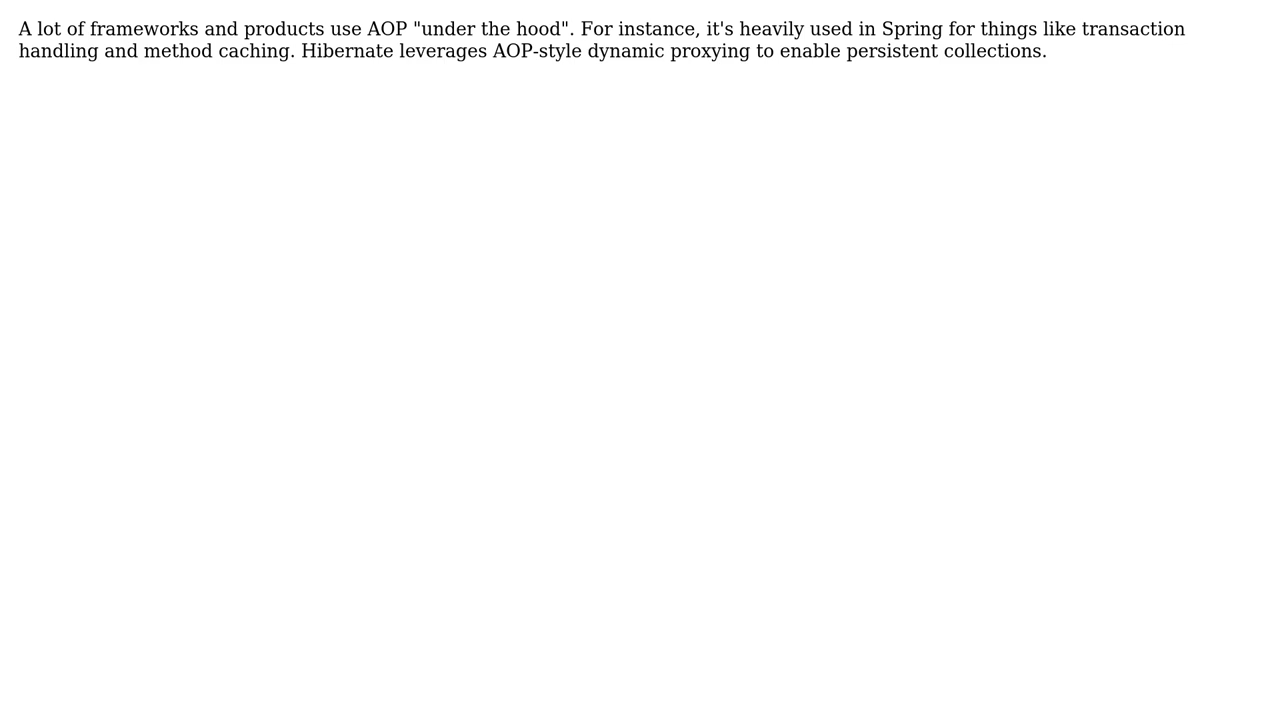 A lot of frameworks and products use AOP "under the hood". For instance, it's heavily used in Spring for things like transaction
handling and method caching. Hibernate leverages AOP-style dynamic proxying to enable persistent collections.